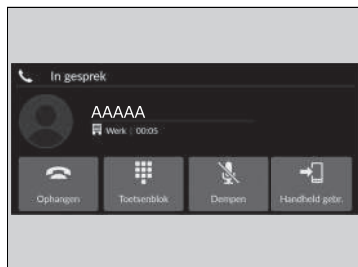 In gesprek
AAAAA
Werk | 00:05
Ophangen
Toetsenblok
Dempen
Handheld gebr.